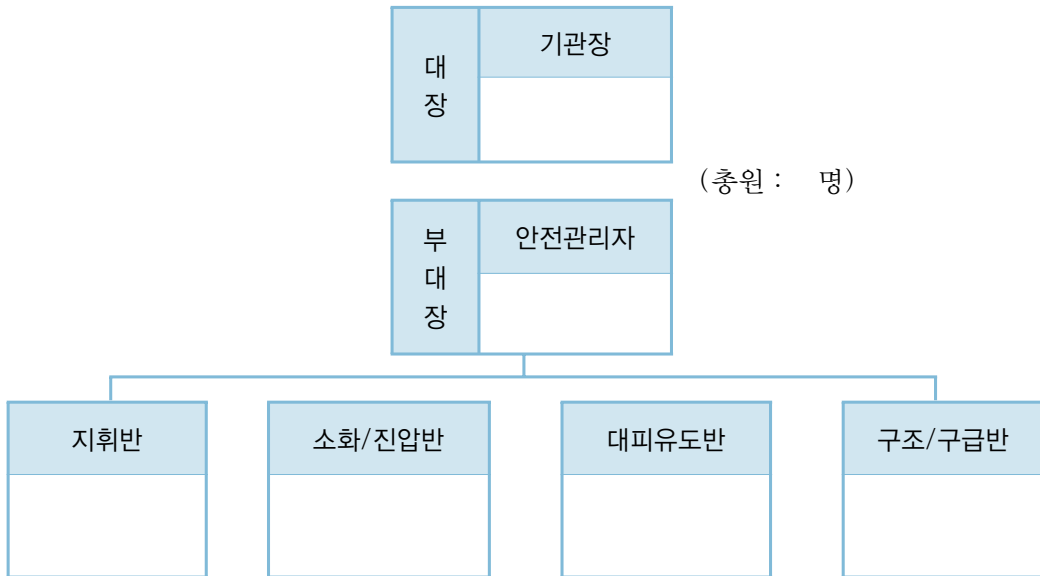 대장
기관장
(총원 : 명)
부대장
안전관리자
지휘반
소화/진압반
대피유도반
구조/구급반